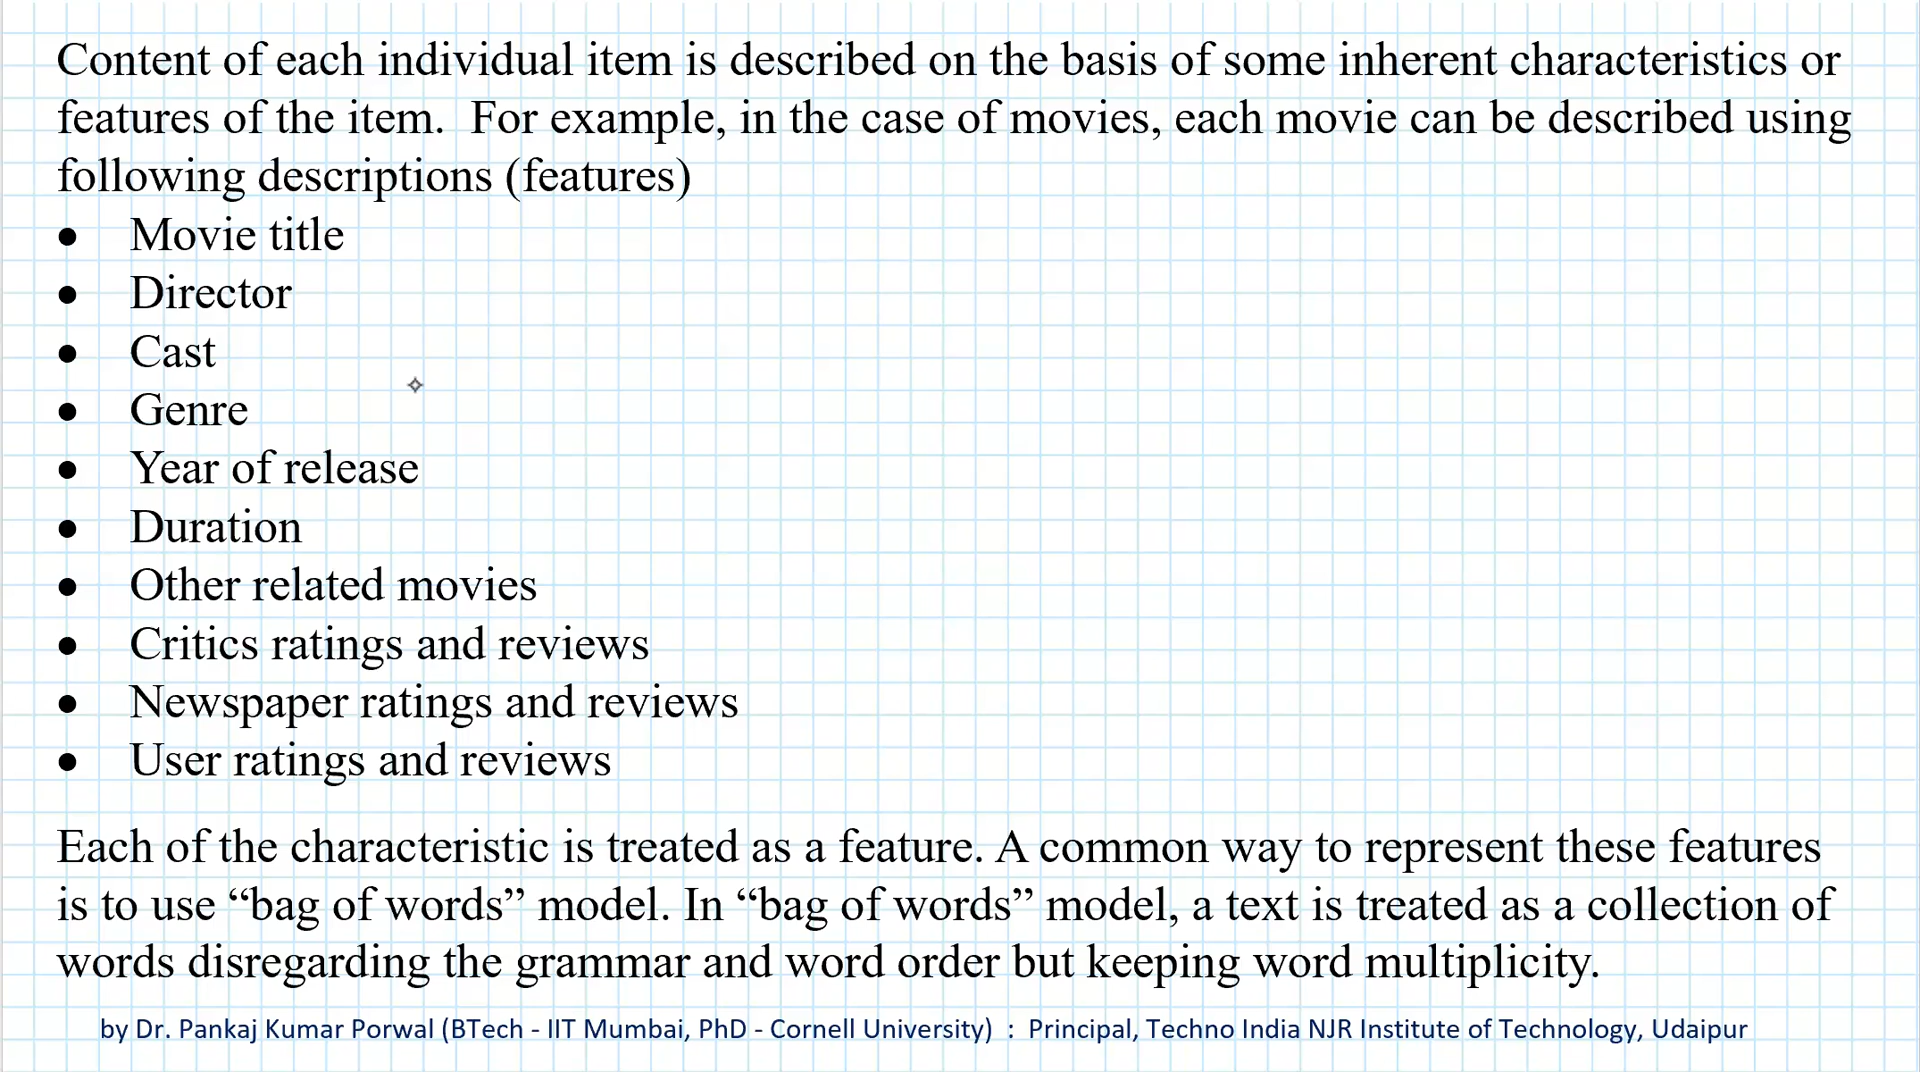 Content of each individual item is described on the basis of some inherent characteristics or
features of the item.  For example, in the case of movies, each movie can be described using
following descriptions (features)
• Movie title
• Director
• Cast
• Genre
• Year of release
• Duration
• Other related movies
• Critics ratings and reviews
• Newspaper ratings and reviews
• User ratings and reviews
Each of the characteristic is treated as a feature. A common way to represent these features
is to use “bag of words” model. In “bag of words” model, a text is treated as a collection of
words disregarding the grammar and word order but keeping word multiplicity.
by Dr. Pankaj Kumar Porwal (BTech - IIT Mumbai, PhD - Cornell University)  :  Principal, Techno India NJR Institute of Technology, Udaipur